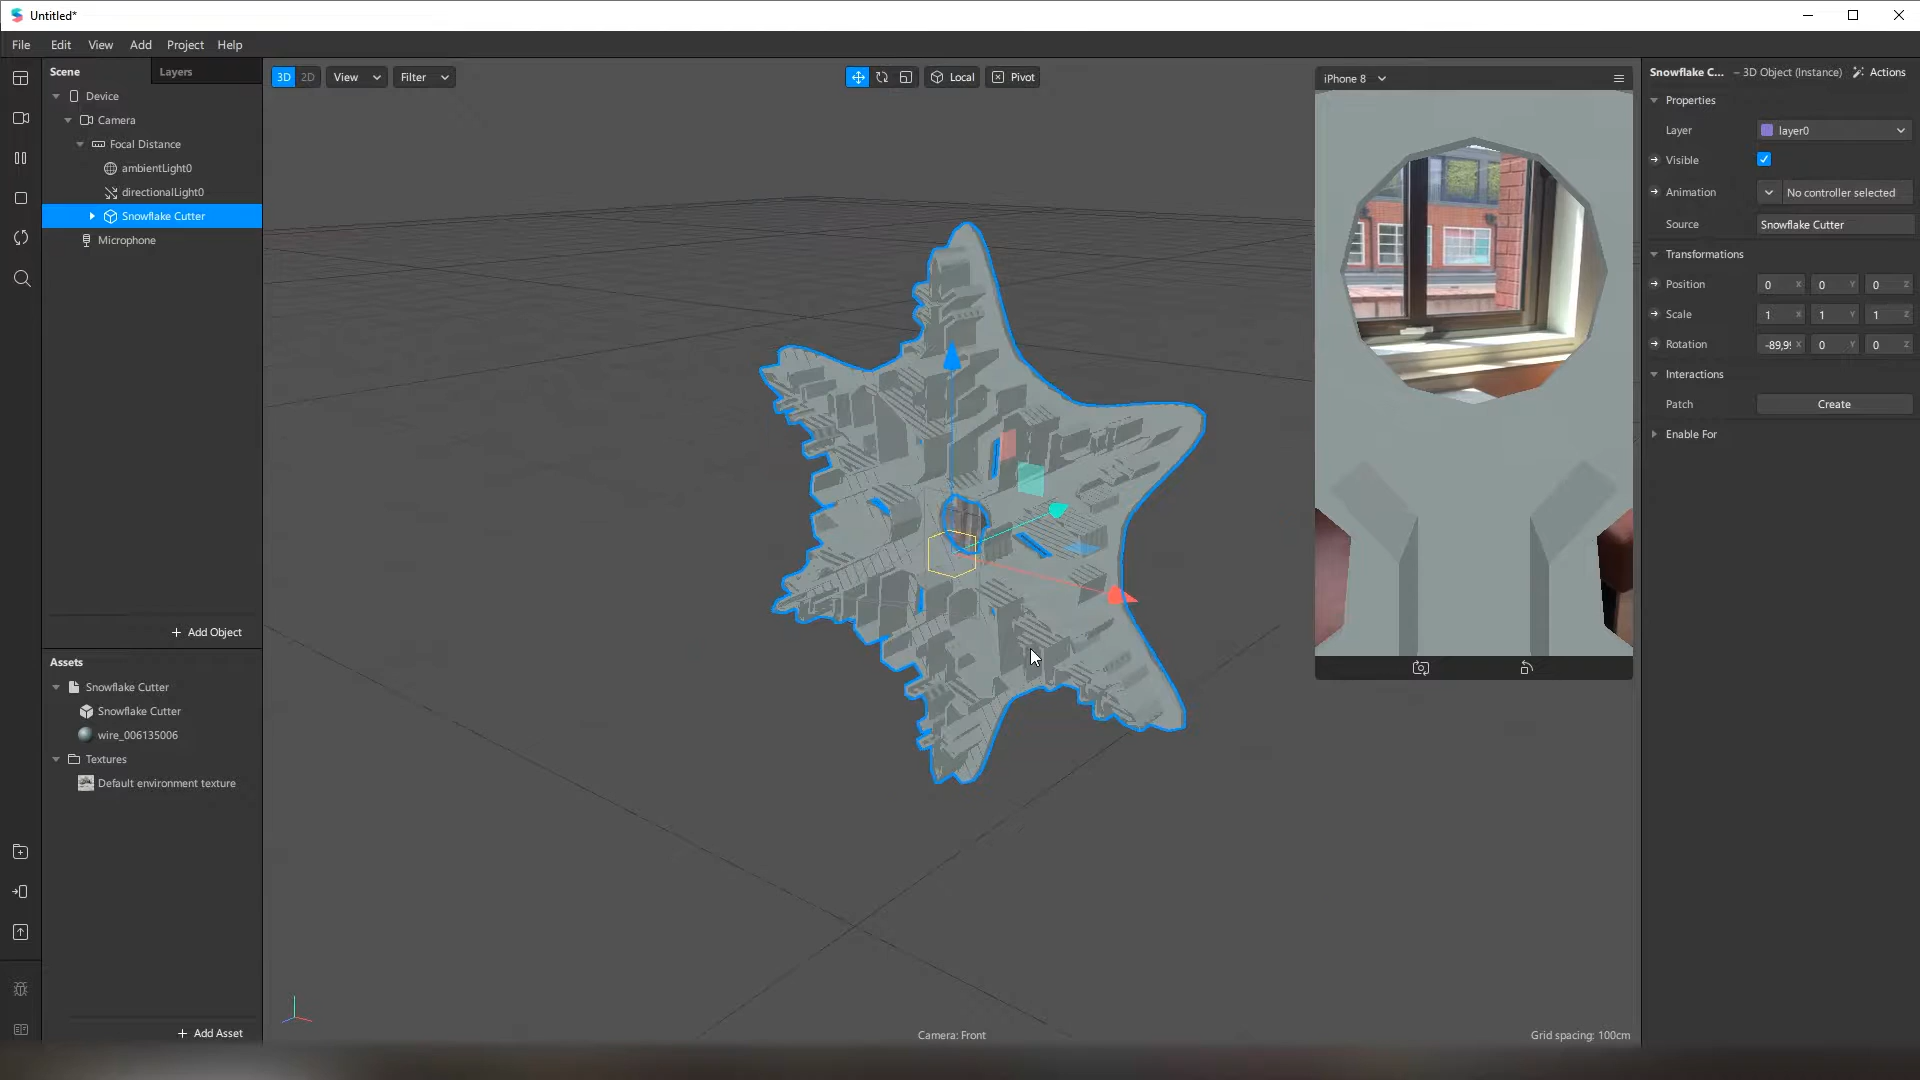 Untitled*
File Edit View Add Project Help
Scene Layers
Device
Camera
Focal Distance
ambientLight0
directionalLight0
Snowflake Cutter
Microphone
+ Add Object
Assets
Snowflake Cutter
Snowflake Cutter
wire_006135006
Textures
Default environment texture
+ Add Asset
3D 2D View Filter
Local Pivot
Camera: Front
Grid spacing: 100cm
iPhone 8
Snowflake C... – 3D Object (Instance) Actions
Properties
Layer layer0
Visible
Animation No controller selected
Source Snowflake Cutter
Transformations
Position 0 X 0 Y 0 Z
Scale 1 X 1 Y 1 Z
Rotation -89,9 X 0 Y 0 Z
Interactions
Patch Create
Enable For